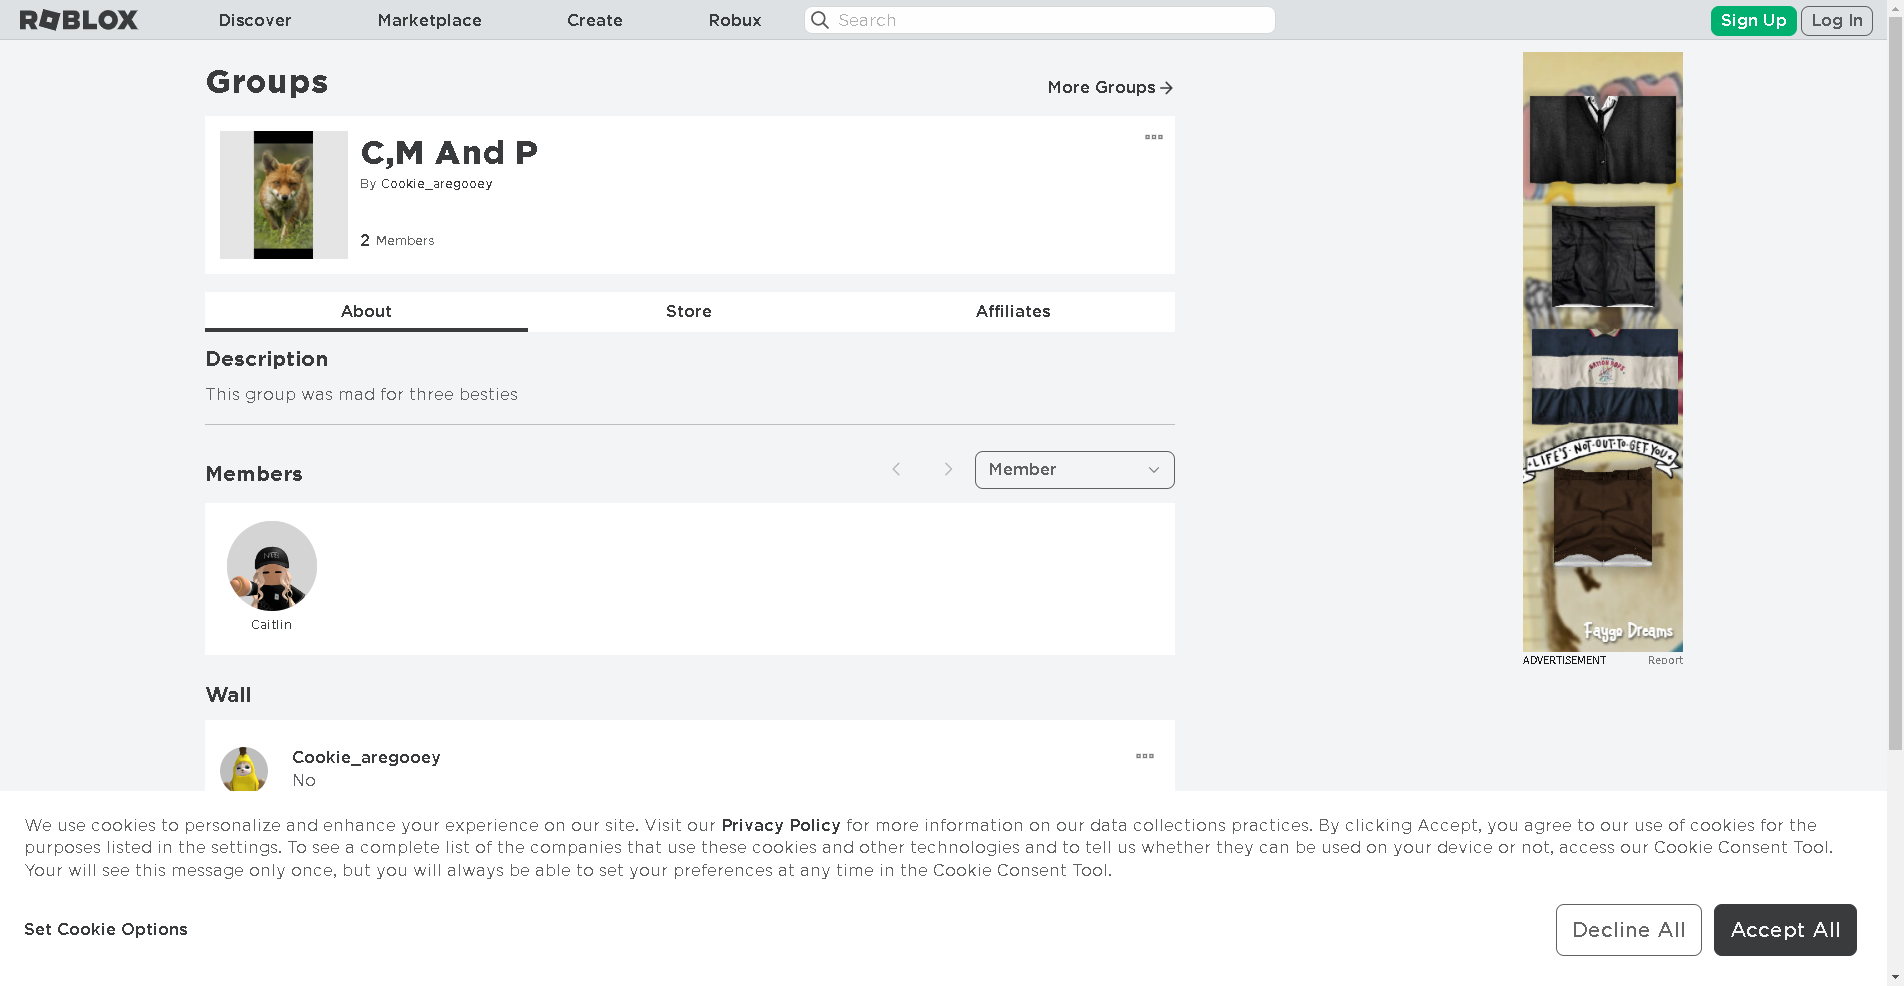 ROBLOX
Discover
Marketplace
Create
Robux
Search
Sign Up
Log In
Groups
More Groups
C,M And P
By Cookie_aregooey
2 Members
About
Store
Affiliates
Description
This group was mad for three besties
Members
Member
Caitlin
Wall
Cookie_aregooey
No
LIFE'S·NOT·OUT·TO·GET·YOU
Faygo Dreams
ADVERTISEMENT
Report
We use cookies to personalize and enhance your experience on our site. Visit our Privacy Policy for more information on our data collections practices. By clicking Accept, you agree to our use of cookies for the
purposes listed in the settings. To see a complete list of the companies that use these cookies and other technologies and to tell us whether they can be used on your device or not, access our Cookie Consent Tool.
Your will see this message only once, but you will always be able to set your preferences at any time in the Cookie Consent Tool.
Set Cookie Options
Decline All
Accept All